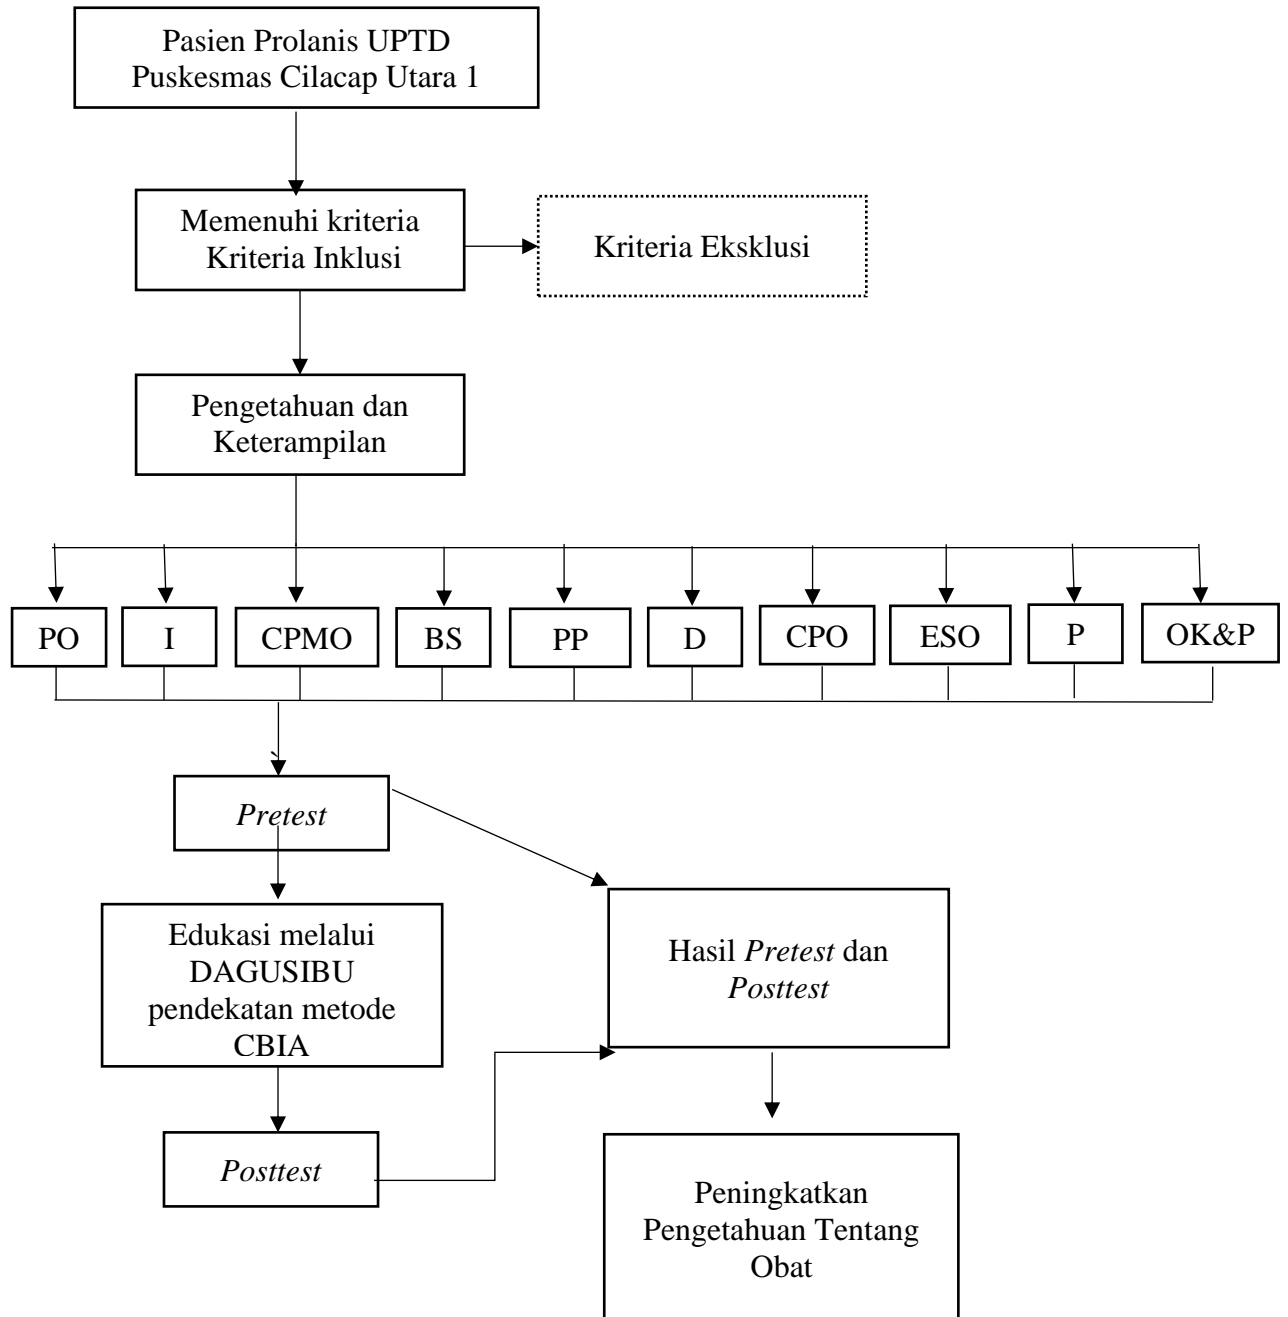 Pasien Prolanis UPTD
Puskesmas Cilacap Utara 1
Memenuhi kriteria
Kriteria Inklusi
Kriteria Eksklusi
Pengetahuan dan
Keterampilan
PO
I
CPMO
BS
PP
D
CPO
ESO
P
OK&P
`
Pretest
Edukasi melalui
DAGUSIBU
pendekatan metode
CBIA
Hasil Pretest dan
Posttest
Posttest
Peningkatkan
Pengetahuan Tentang
Obat